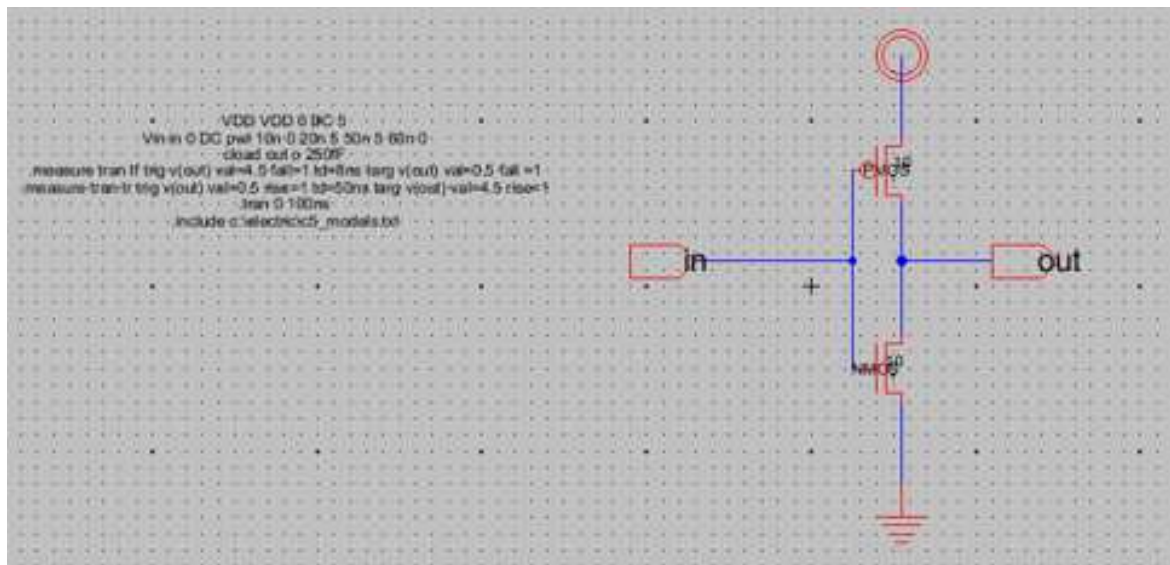 VDD VDD 0 DC 5
Vin in 0 DC pwl 10n 0 20n 5 50n 5 60n 0
cload out o 250fF
.measure tran tf trig v(out) val=4.5 fall=1 td=8ns targ v(out) val=0.5 fall =1
.measure tran tr trig v(out) val=0.5 rise=1 td=50ns targ v(out) val=4.5 rise=1
.tran 0 100ns
.include c:\electric\c5_models.txt
PMOS
in
out
NMOS